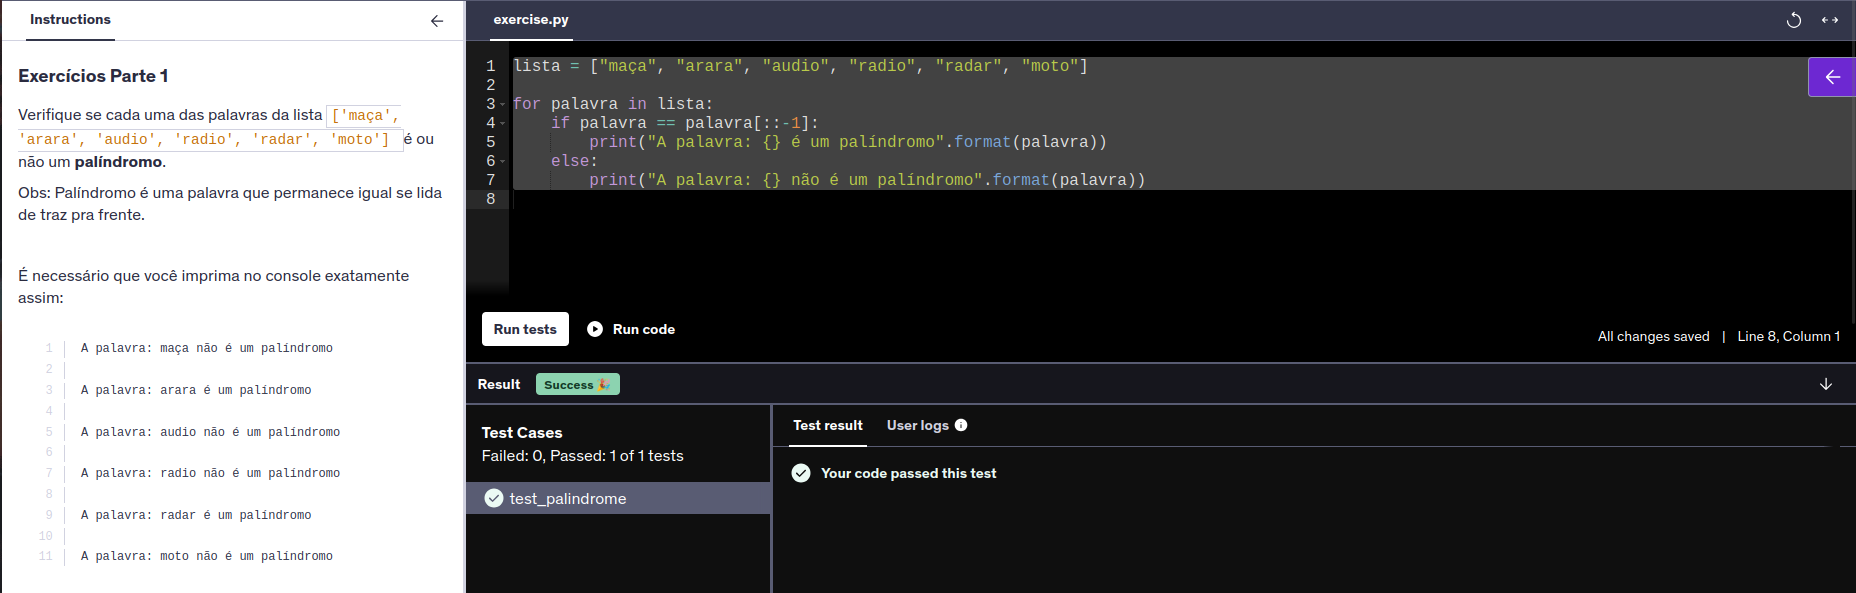 Instructions
Exercícios Parte 1
Verifique se cada uma das palavras da lista ['maça',
'arara', 'audio', 'radio', 'radar', 'moto'] é ou
não um palíndromo.
Obs: Palíndromo é uma palavra que permanece igual se lida
de traz pra frente.
É necessário que você imprima no console exatamente
assim:
1 A palavra: maça não é um palíndromo
2
3 A palavra: arara é um palíndromo
4
5 A palavra: audio não é um palíndromo
6
7 A palavra: radio não é um palíndromo
8
9 A palavra: radar é um palíndromo
10
11 A palavra: moto não é um palíndromo
exercise.py
1 lista = ["maça", "arara", "audio", "radio", "radar", "moto"]
2
3 for palavra in lista:
4 if palavra == palavra[::-1]:
5 print("A palavra: {} é um palíndromo".format(palavra))
6 else:
7 print("A palavra: {} não é um palíndromo".format(palavra))
8
Run tests Run code
All changes saved | Line 8, Column 1
Result Success 🎉
Test Cases
Failed: 0, Passed: 1 of 1 tests
test_palindrome
Test result User logs
Your code passed this test